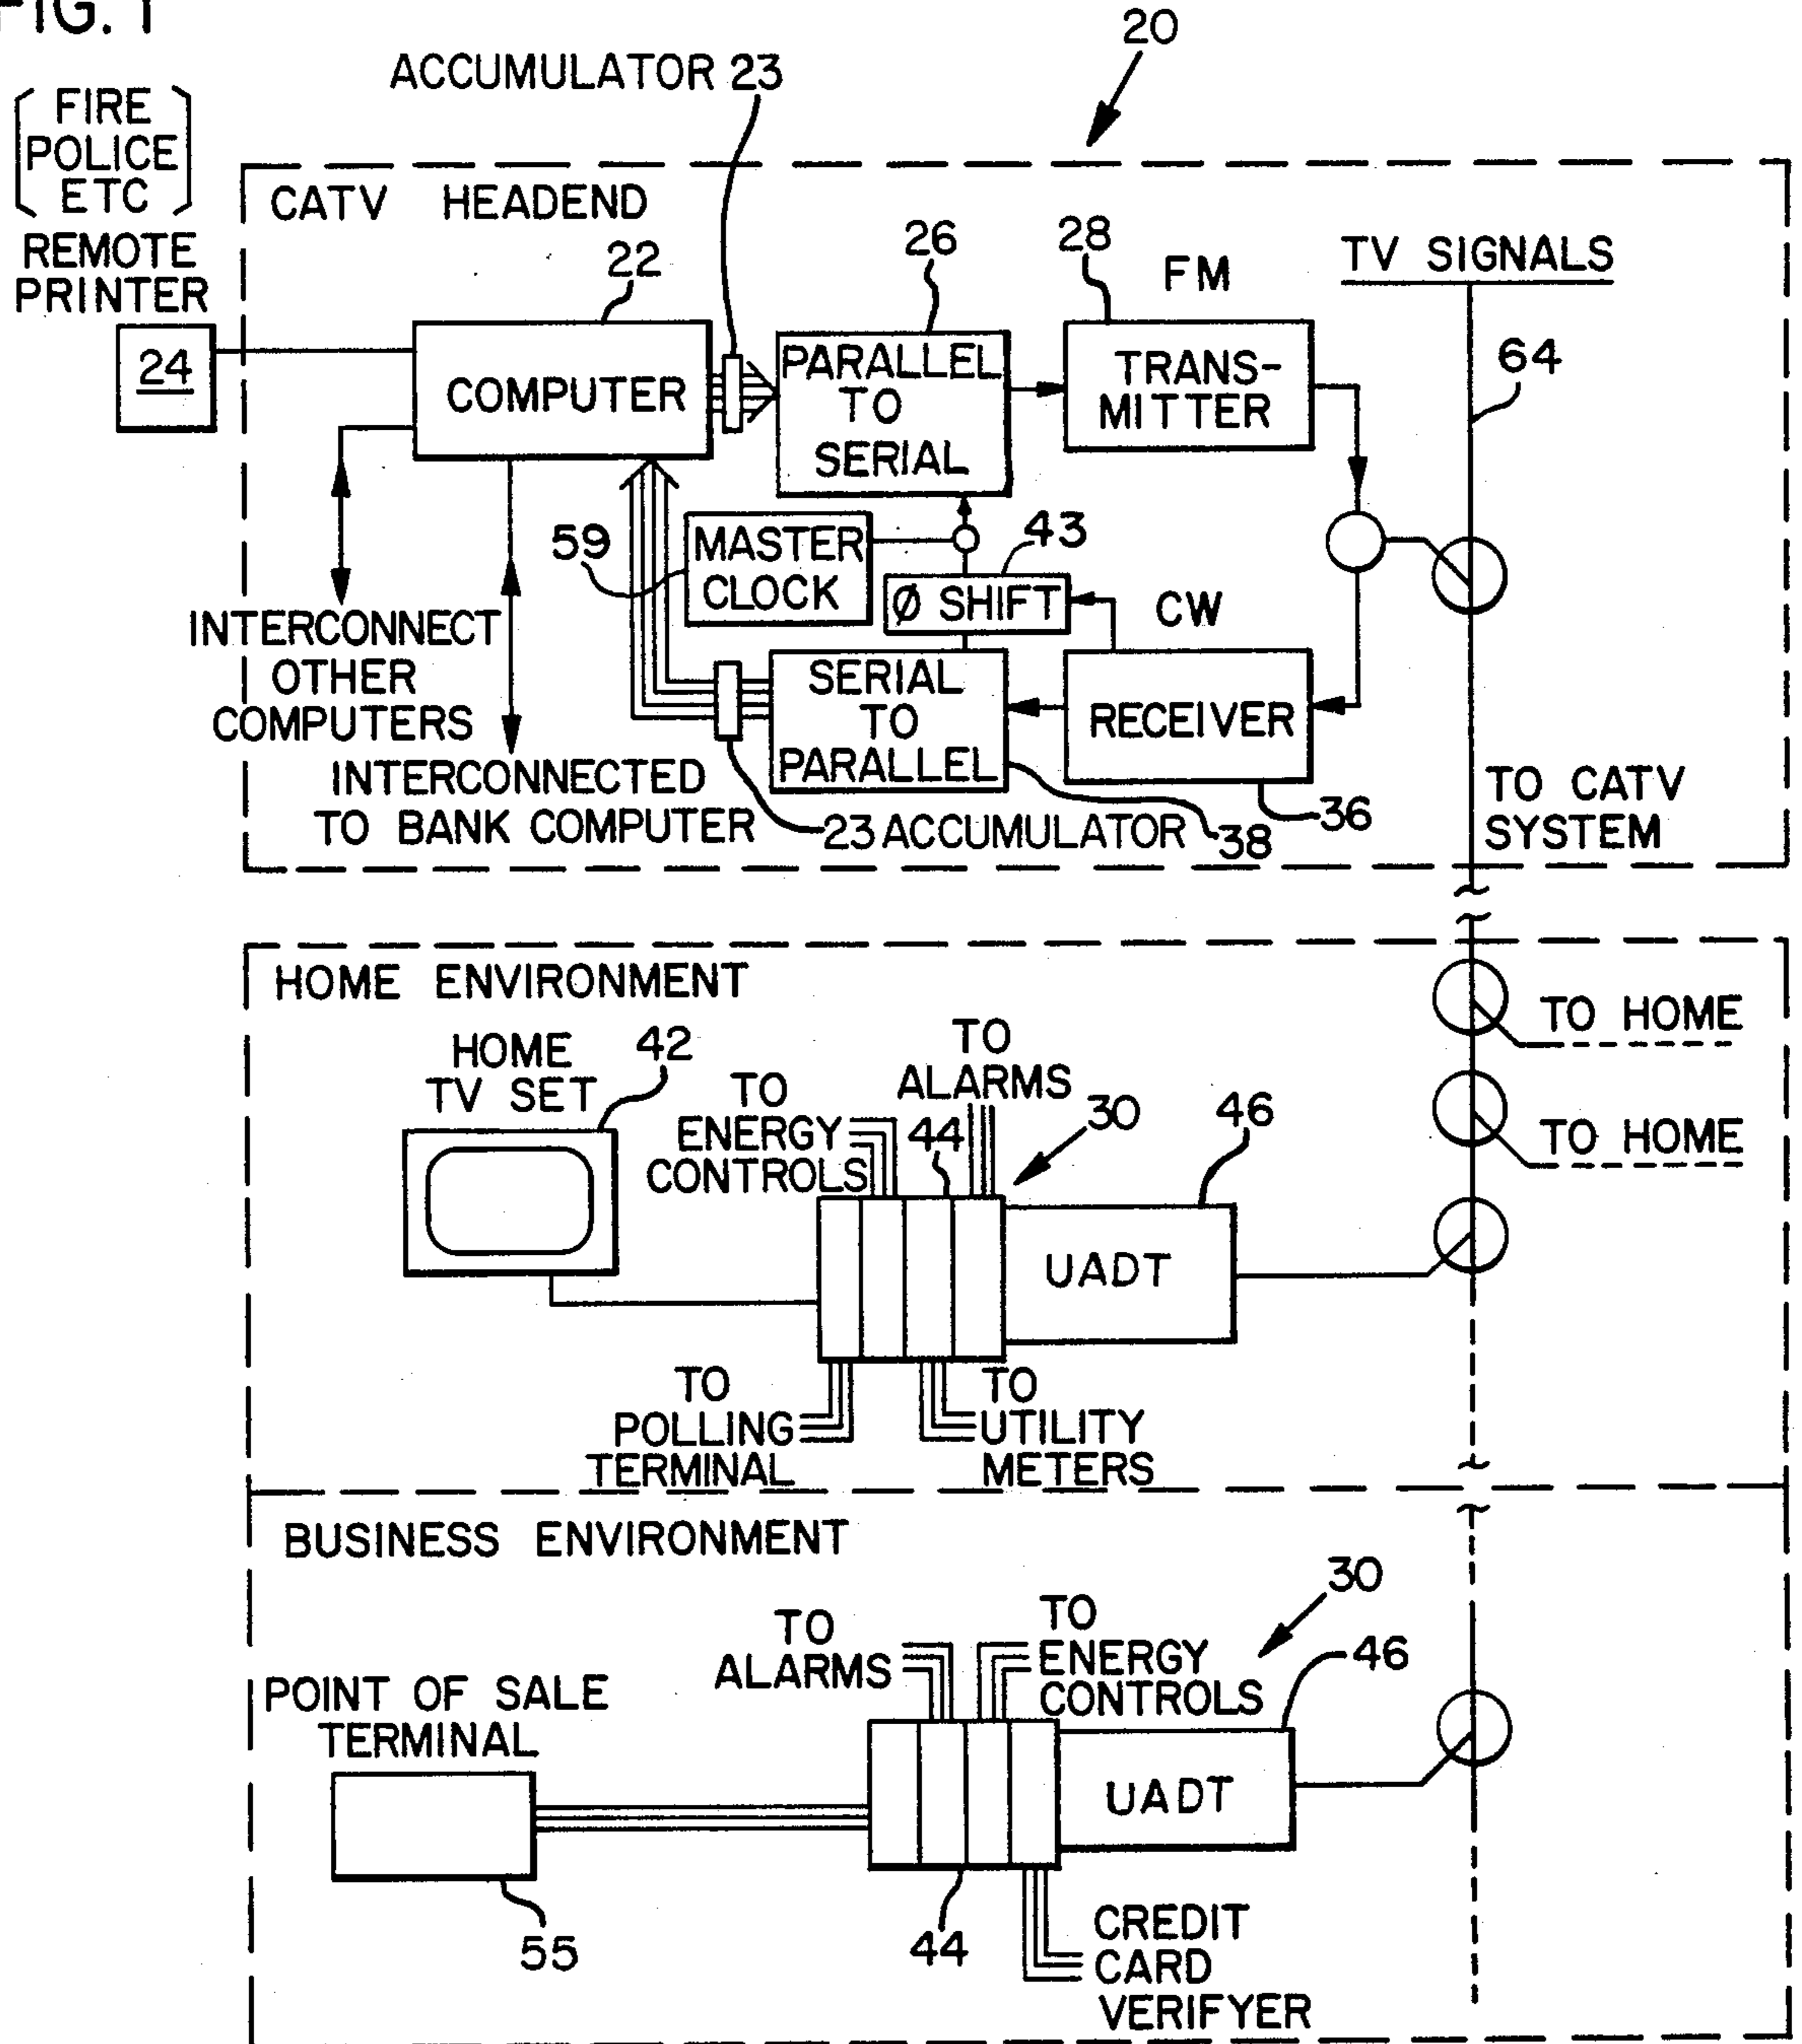 FIG. 1
20
ACCUMULATOR 23
FIRE
POLICE
ETC
REMOTE
PRINTER
24
CATV HEADEND
22
COMPUTER
26
PARALLEL
TO
SERIAL
28
FM
TRANS-
MITTER
TV SIGNALS
64
59
MASTER
CLOCK
43
Ø SHIFT
CW
INTERCONNECT
OTHER
COMPUTERS
INTERCONNECTED
TO BANK COMPUTER
SERIAL
TO
PARALLEL
RECEIVER
23 ACCUMULATOR
38
36
TO CATV
SYSTEM
HOME ENVIRONMENT
TO HOME
TO HOME
HOME
TV SET
42
TO
ENERGY
CONTROLS
44
TO
ALARMS
30
46
UADT
TO
POLLING
TERMINAL
TO
UTILITY
METERS
BUSINESS ENVIRONMENT
POINT OF SALE
TERMINAL
55
TO
ALARMS
TO
ENERGY
CONTROLS
30
46
UADT
44
CREDIT
CARD
VERIFYER